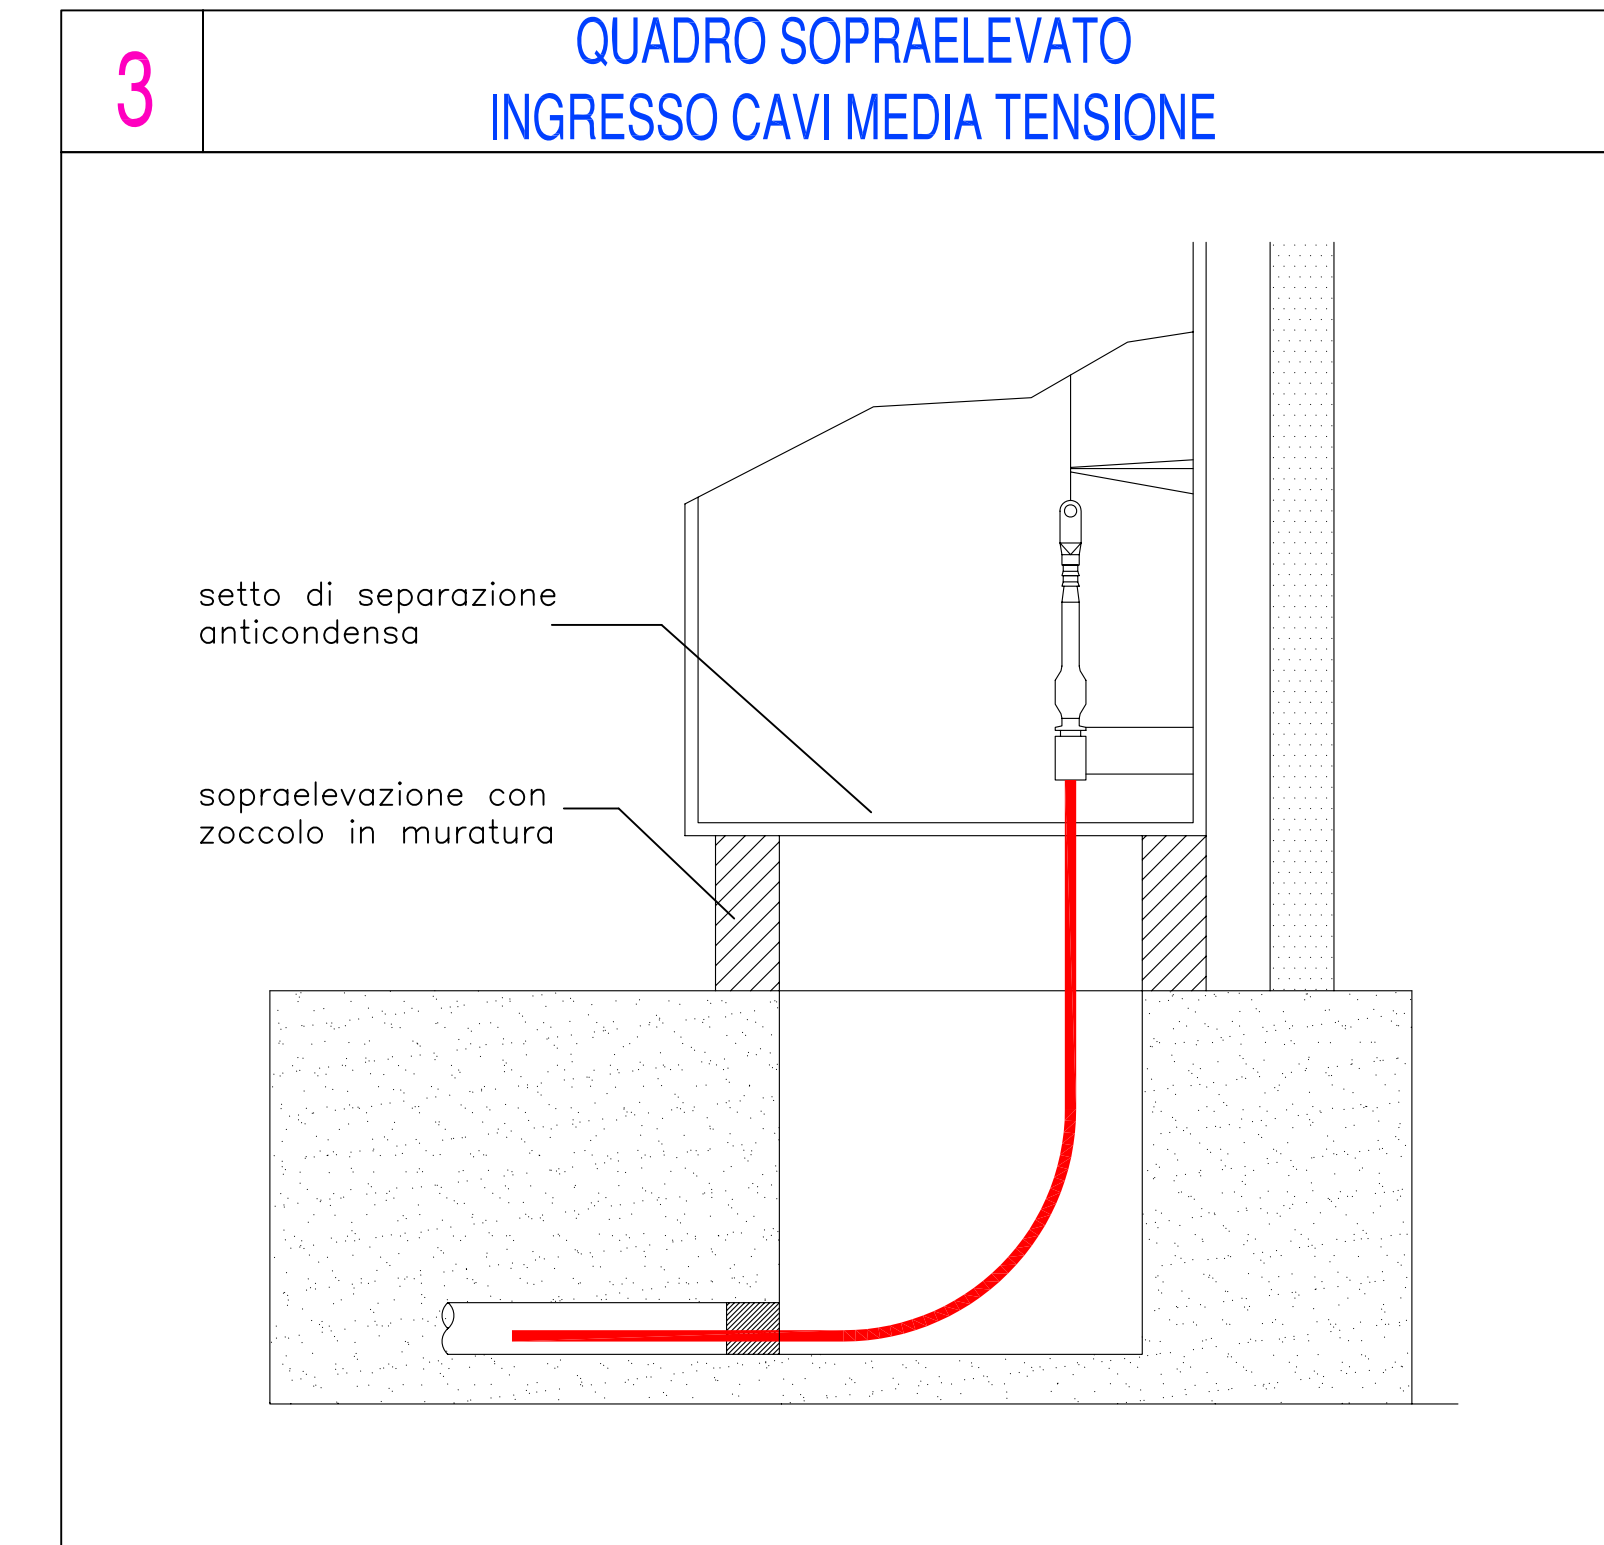 3
QUADRO SOPRAELEVATO
INGRESSO CAVI MEDIA TENSIONE
setto di separazione
anticondensa
sopraelevazione con
zoccolo in muratura